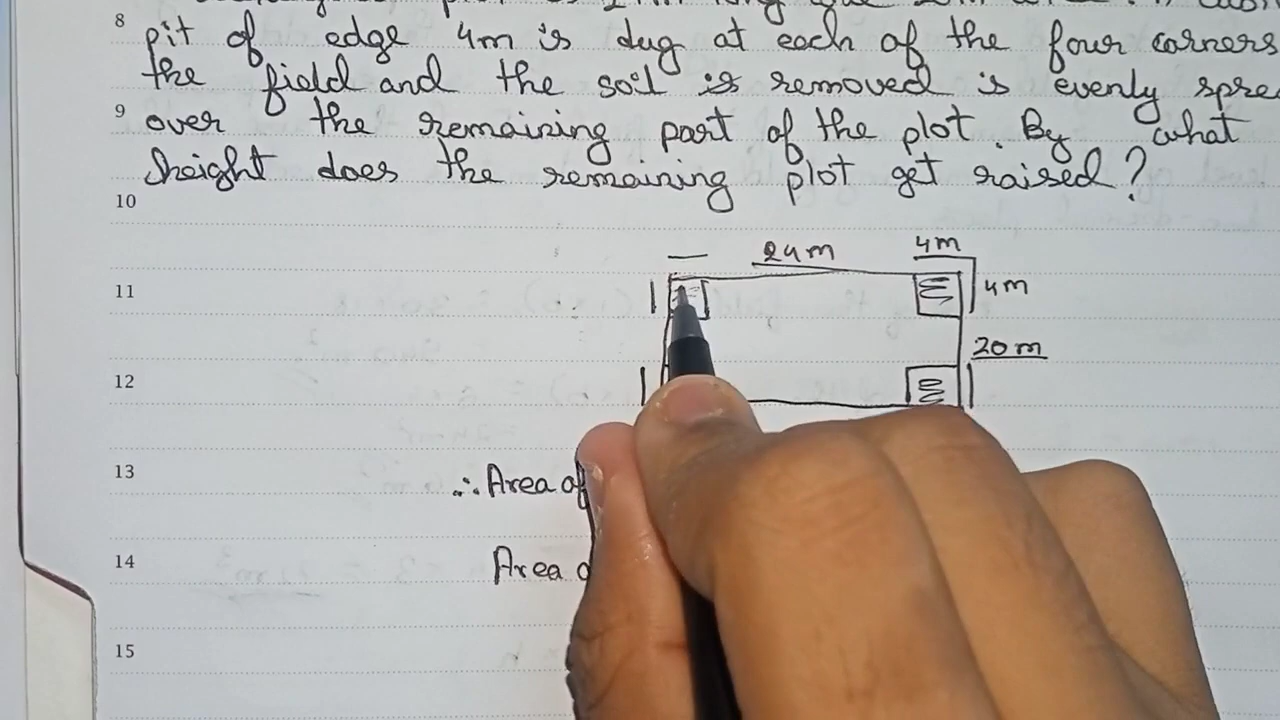 8
pit of edge 4m is dug at each of the four corners
the field and the soil is removed is evenly
9
over the remaining part of the plot. By what
height does the remaining plot get raised?
10
24m
4m
11
4m
20m
12
13
∴ Area of
14
Area
15